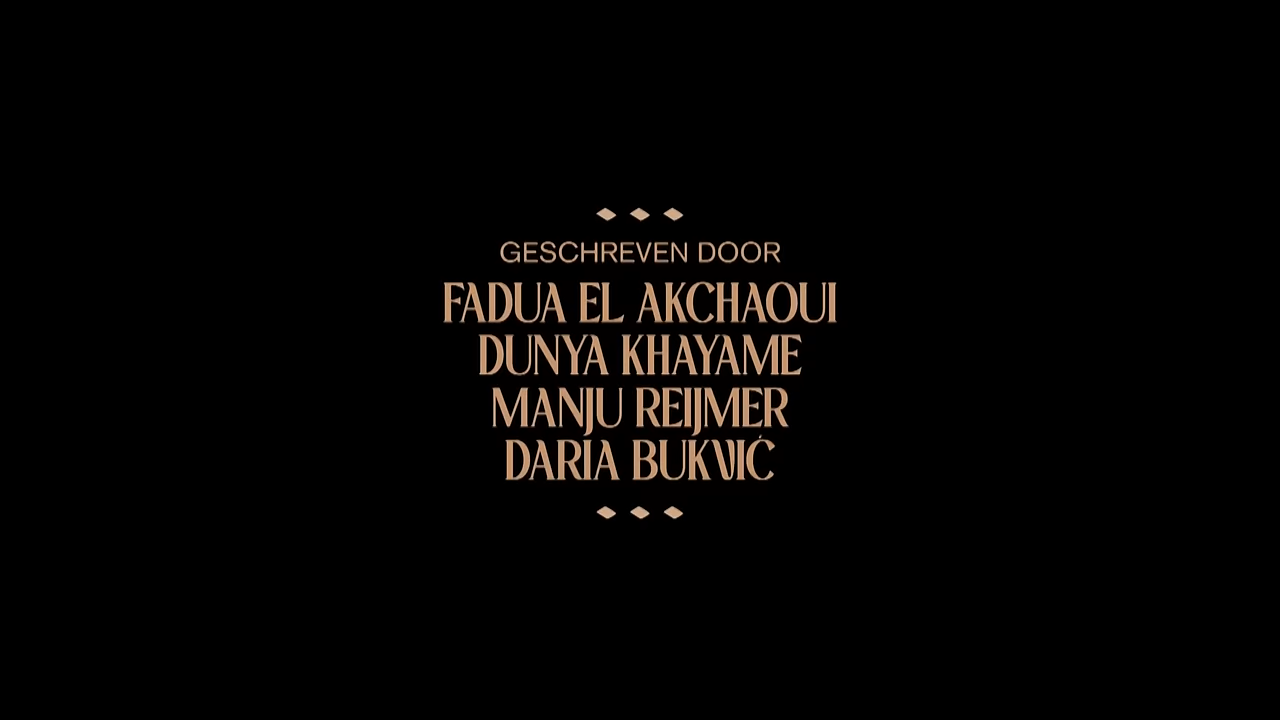 GESCHREVEN DOOR
FADUA EL AKCHAOUI
DUNYA KHAYAME
MANJU REIJMER
DARIA BUKVIĆ